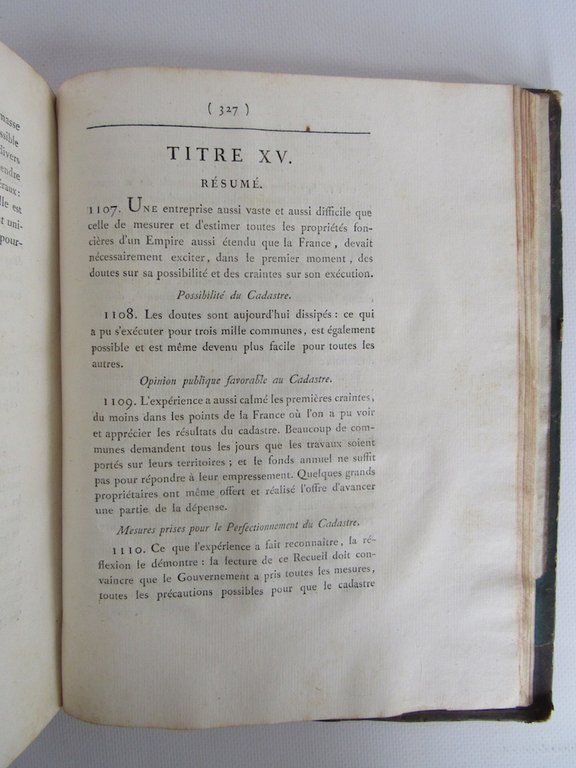 masse
ssible
divers
endre
éraux :
lle est
t uni-
pour-
( 327 )
TITRE XV.
RÉSUMÉ.
1107. UNE entreprise aussi vaste et aussi difficile que
celle de mesurer et d'estimer toutes les propriétés fon-
cières d'un Empire aussi étendu que la France, devait
nécessairement exciter, dans le premier moment, des
doutes sur sa possibilité et des craintes sur son exécution.
Possibilité du Cadastre.
1108. Les doutes sont aujourd'hui dissipés : ce qui
a pu s'exécuter pour trois mille communes, est également
possible et est même devenu plus facile pour toutes les
autres.
Opinion publique favorable au Cadastre.
1109. L'expérience a aussi calmé les premières craintes,
du moins dans les points de la France où l'on a pu voir
et apprécier les résultats du cadastre. Beaucoup de com-
munes demandent tous les jours que les travaux soient
portés sur leurs territoires ; et le fonds annuel ne suffit
pas pour répondre à leur empressement. Quelques grands
propriétaires ont même offert et réalisé l'offre d'avancer
une partie de la dépense.
Mesures prises pour le Perfectionnement du Cadastre.
1110. Ce que l'expérience a fait reconnaître, la ré-
flexion le démontre : la lecture de ce Recueil doit con-
vaincre que le Gouvernement a pris toutes les mesures,
toutes les précautions possibles pour que le cadastre